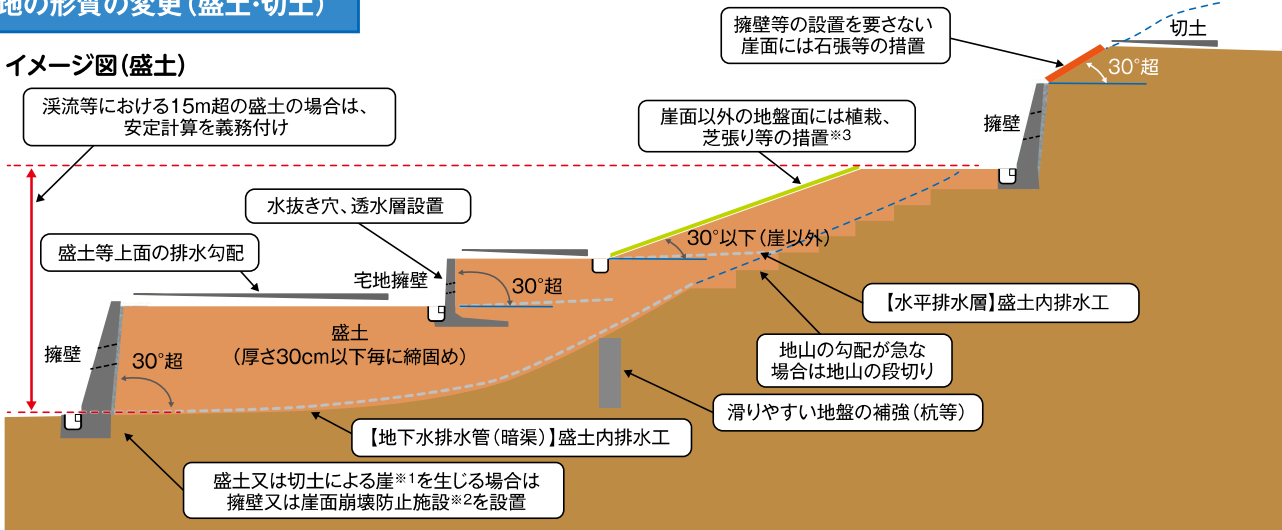 地の形質の変更(盛土・切土)
イメージ図(盛土)
渓流等における15m超の盛土の場合は、
安定計算を義務付け
擁壁等の設置を要さない
崖面には石張等の措置
切土
30°超
擁壁
崖面以外の地盤面には植栽、
芝張り等の措置※3
水抜き穴、透水層設置
盛土等上面の排水勾配
宅地擁壁
30°超
30°以下(崖以外)
【水平排水層】盛土内排水工
擁壁
30°超
盛土
(厚さ30cm以下毎に締固め)
地山の勾配が急な
場合は地山の段切り
滑りやすい地盤の補強(杭等)
【地下水排水管(暗渠)】盛土内排水工
盛土又は切土による崖※1を生じる場合は
擁壁又は崖面崩壊防止施設※2を設置